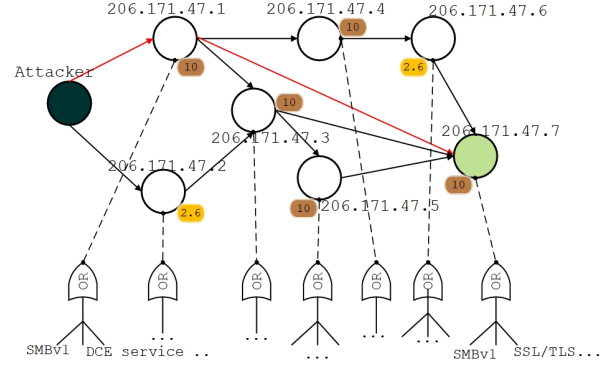 206.171.47.1
206.171.47.4
206.171.47.6
10
Attacker
10
2.6
10
206.171.47.3
206.171.47.7
206.171.47.2
10
2.6
10
206.171.47.5
OR
OR
OR
OR
OR
OR
OR
SMBv1
DCE service ..
...
...
...
...
...
SMBv1
SSL/TLS...